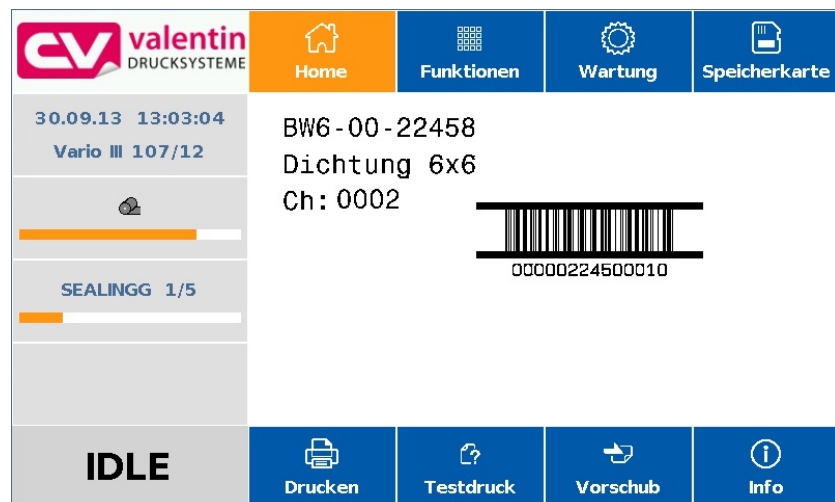 cv valentin
DRUCKSYSTEME
Home
Funktionen
Wartung
Speicherkarte
30.09.13 13:03:04
Vario III 107/12
SEALINGG 1/5
IDLE
BW6-00-22458
Dichtung 6x6
Ch: 0002
00000224500010
Drucken
Testdruck
Vorschub
Info